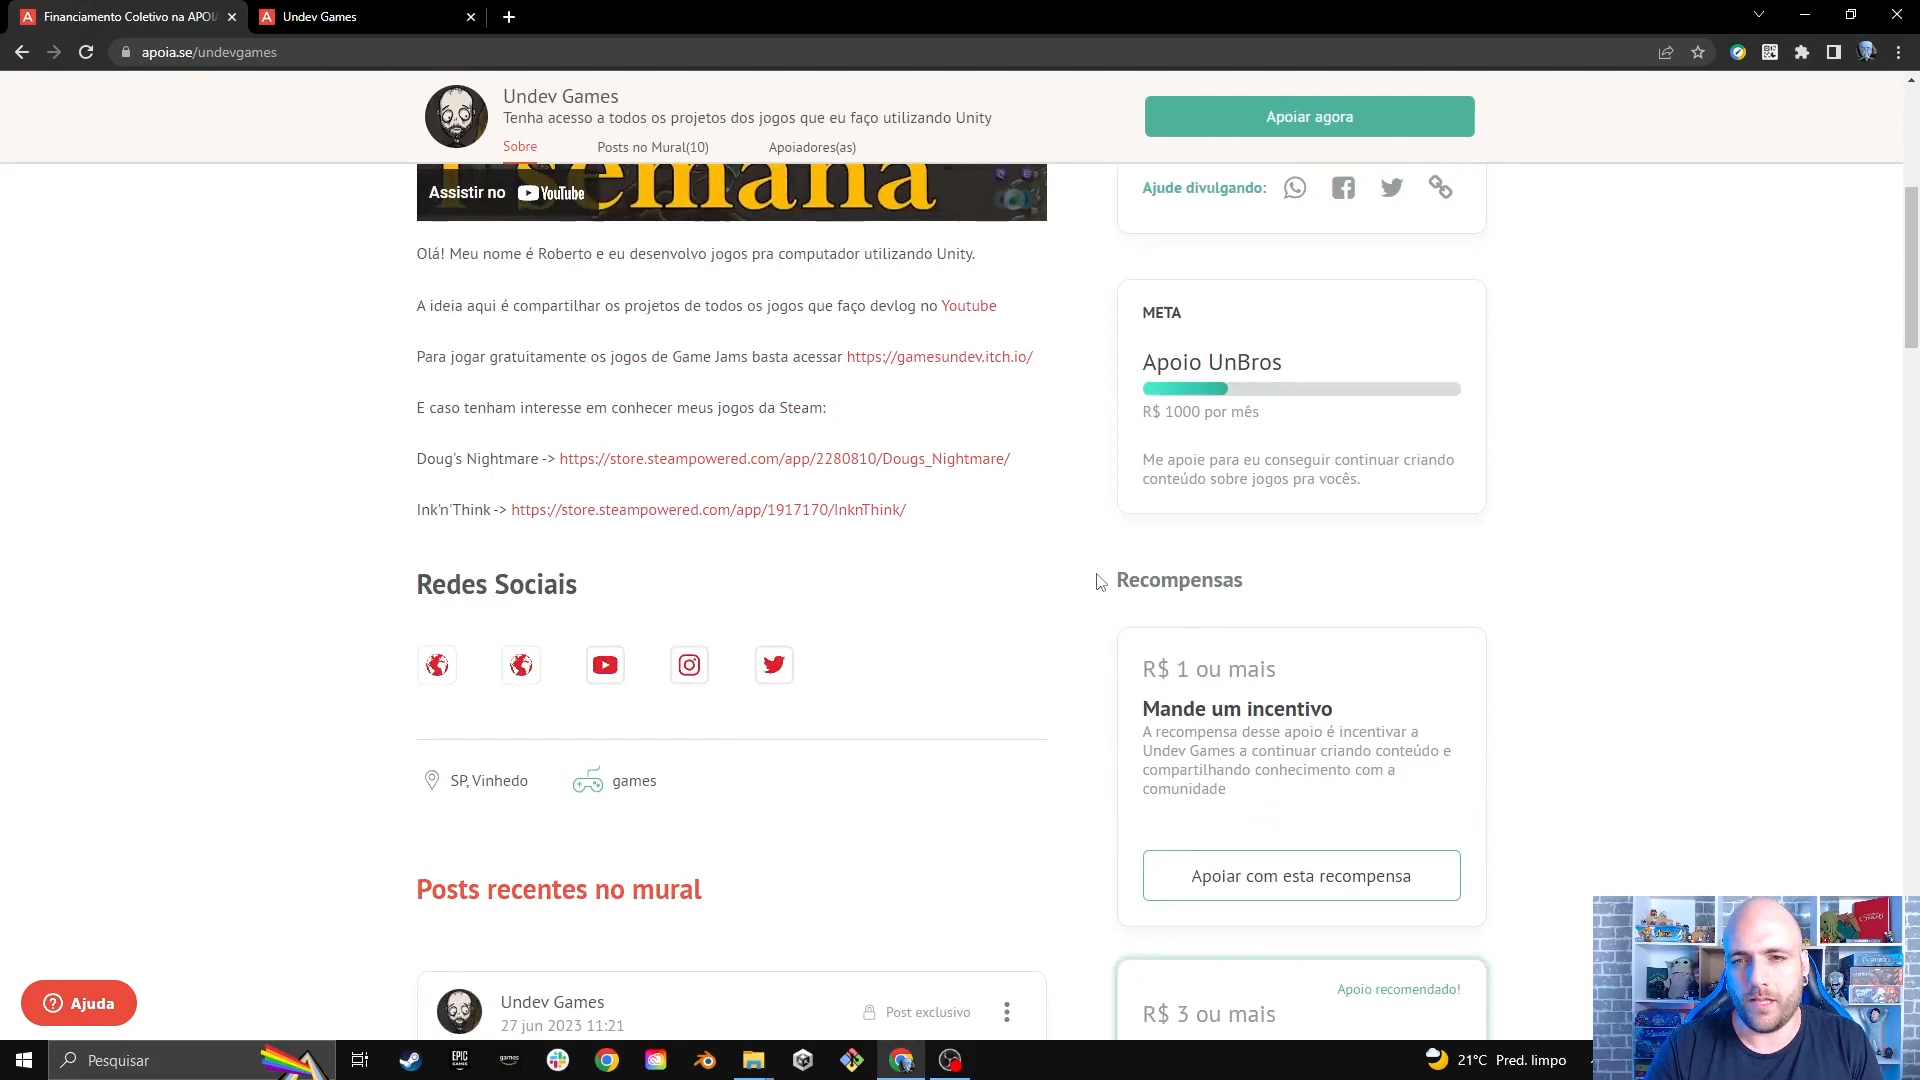 Financiamento Coletivo na APOIA
Undev Games
apoia.se/undevgames
Undev Games
Tenha acesso a todos os projetos dos jogos que eu faço utilizando Unity
Sobre
Posts no Mural(10)
Apoiadores(as)
Apoiar agora
1 semana
Assistir no YouTube
Ajude divulgando:
Olá! Meu nome é Roberto e eu desenvolvo jogos pra computador utilizando Unity.
A ideia aqui é compartilhar os projetos de todos os jogos que faço devlog no Youtube
Para jogar gratuitamente os jogos de Game Jams basta acessar https://gamesundev.itch.io/
E caso tenham interesse em conhecer meus jogos da Steam:
Doug's Nightmare -> https://store.steampowered.com/app/2280810/Dougs_Nightmare/
Ink'n'Think -> https://store.steampowered.com/app/1917170/InknThink/
META
Apoio UnBros
R$ 1000 por mês
Me apoie para eu conseguir continuar criando
conteúdo sobre jogos pra vocês.
Redes Sociais
SP, Vinhedo
games
Recompensas
R$ 1 ou mais
Mande um incentivo
A recompensa desse apoio é incentivar a
Undev Games a continuar criando conteúdo e
compartilhando conhecimento com a
comunidade
Apoiar com esta recompensa
Posts recentes no mural
Undev Games
27 jun 2023 11:21
Post exclusivo
Apoio recomendado!
R$ 3 ou mais
Ajuda
Pesquisar
EPIC
GAMES
games
21°C Pred. limpo